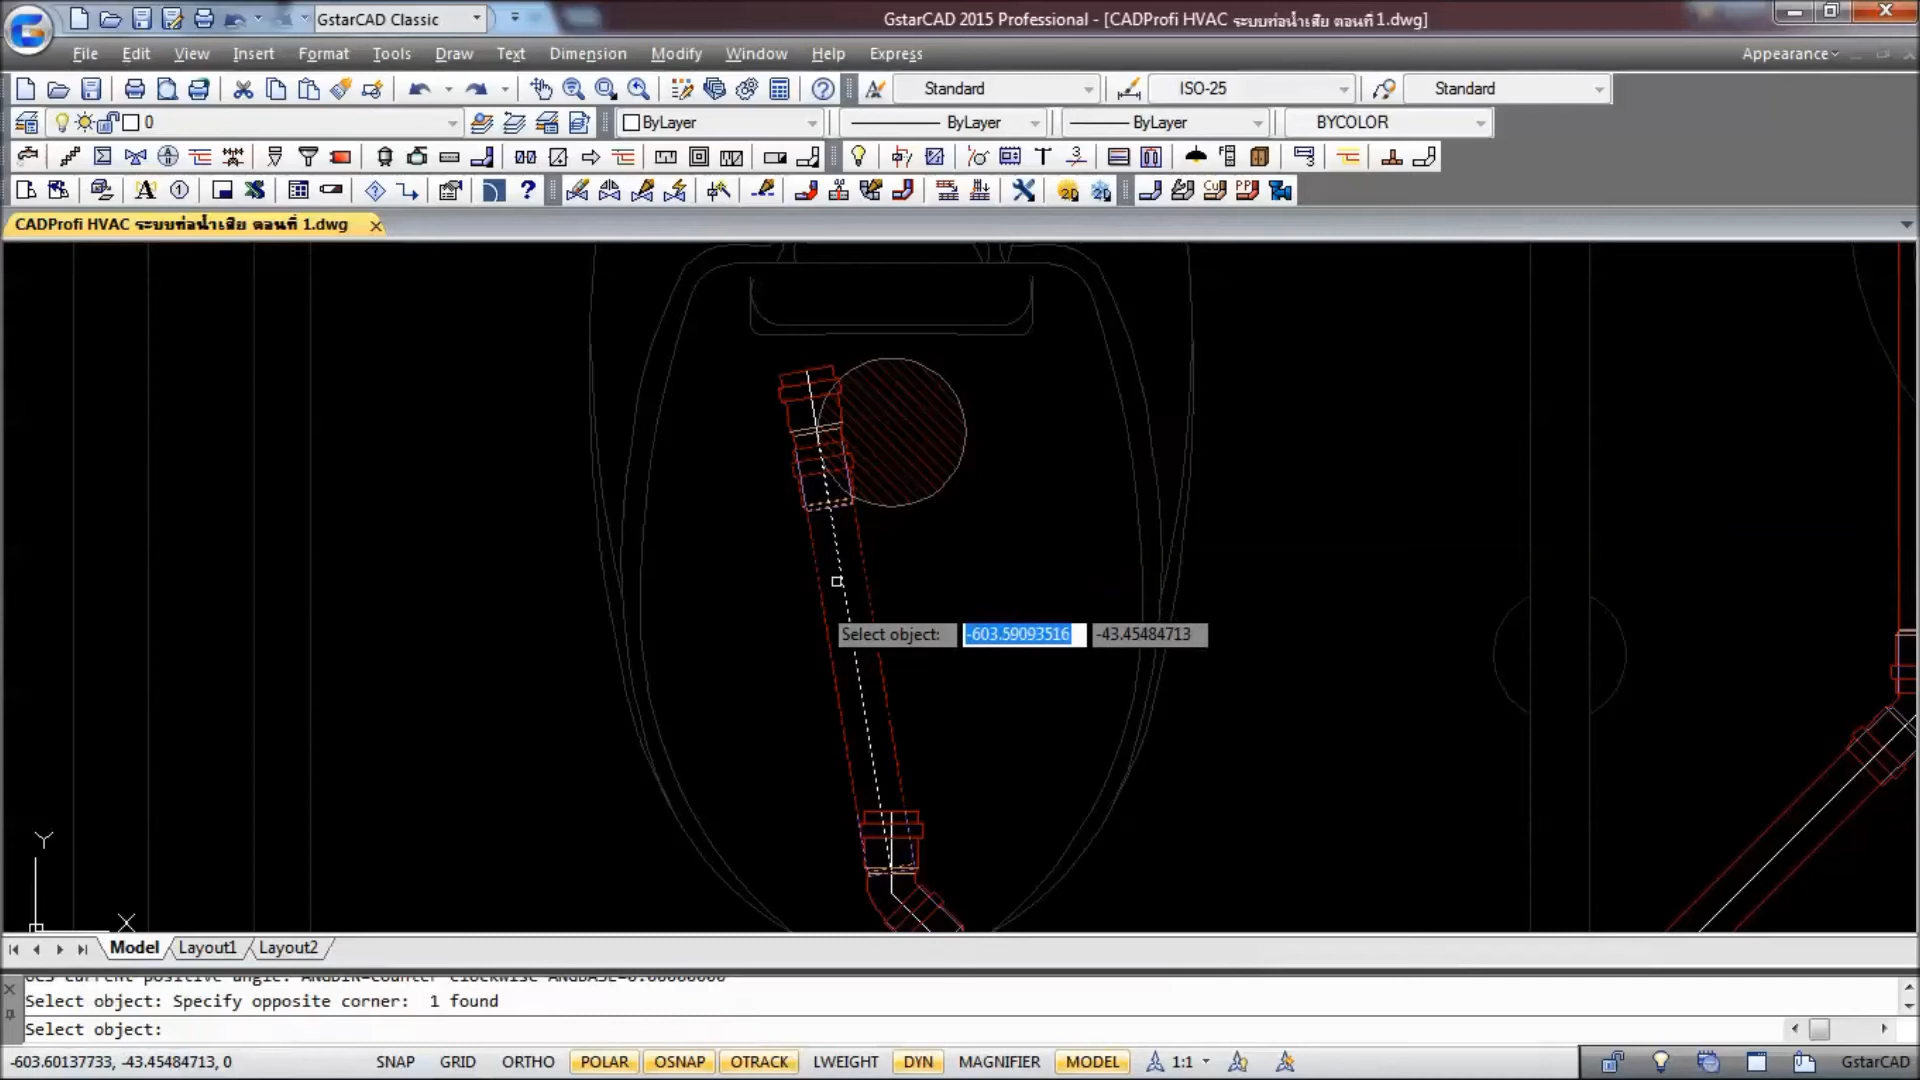 GstarCAD Classic
GstarCAD 2015 Professional - [CADProfi HVAC ระบบท่อน้ำเสีย ตอนที่ 1.dwg]
File Edit View Insert Format Tools Draw Text Dimension Modify Window Help Express Appearance
Standard ISO-25 Standard
0 ByLayer ByLayer ByLayer BYCOLOR
CADProfi HVAC ระบบท่อน้ำเสีย ตอนที่ 1.dwg
Select object: -603.59093516 -43.45484713
Y
X
Model Layout1 Layout2
Select object: Specify opposite corner: 1 found
Select object:
-603.60137733, -43.45484713, 0 SNAP GRID ORTHO POLAR OSNAP OTRACK LWEIGHT DYN MAGNIFIER MODEL 1:1 GstarCAD